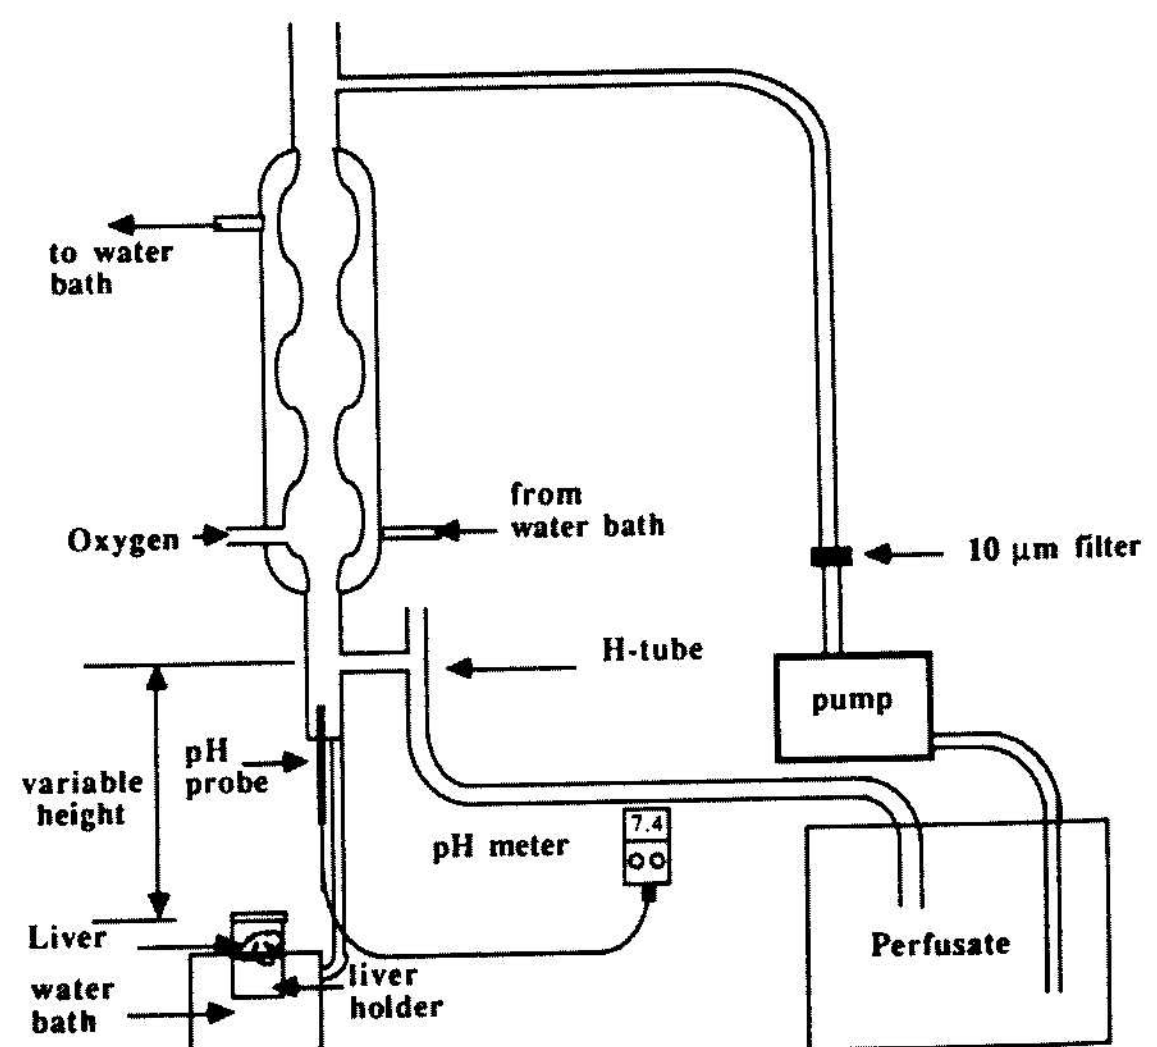 to water
bath
Oxygen
from
water bath
10 μm filter
H-tube
pump
pH
probe
variable
height
7.4
pH meter
Perfusate
Liver
liver
holder
water
bath